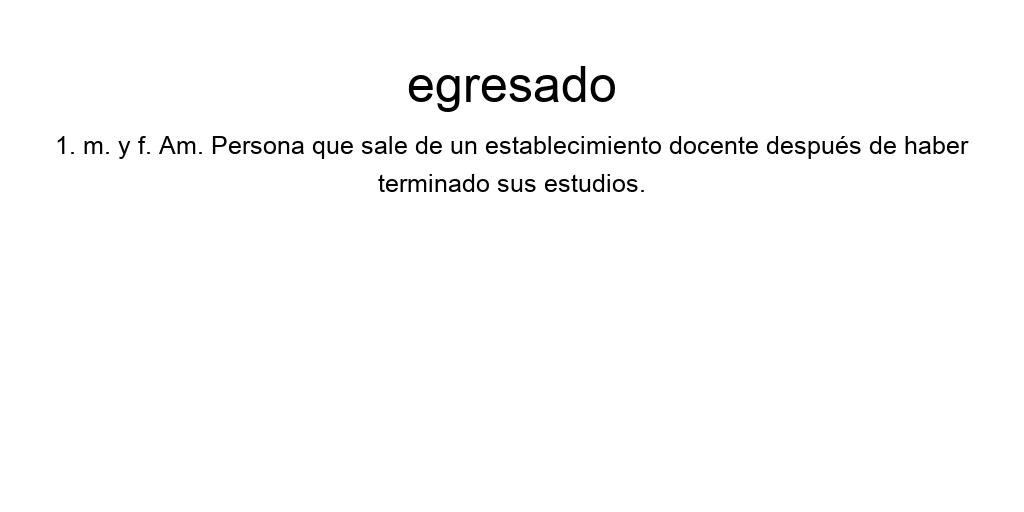 egresado
1. m. y f. Am. Persona que sale de un establecimiento docente después de haber
terminado sus estudios.